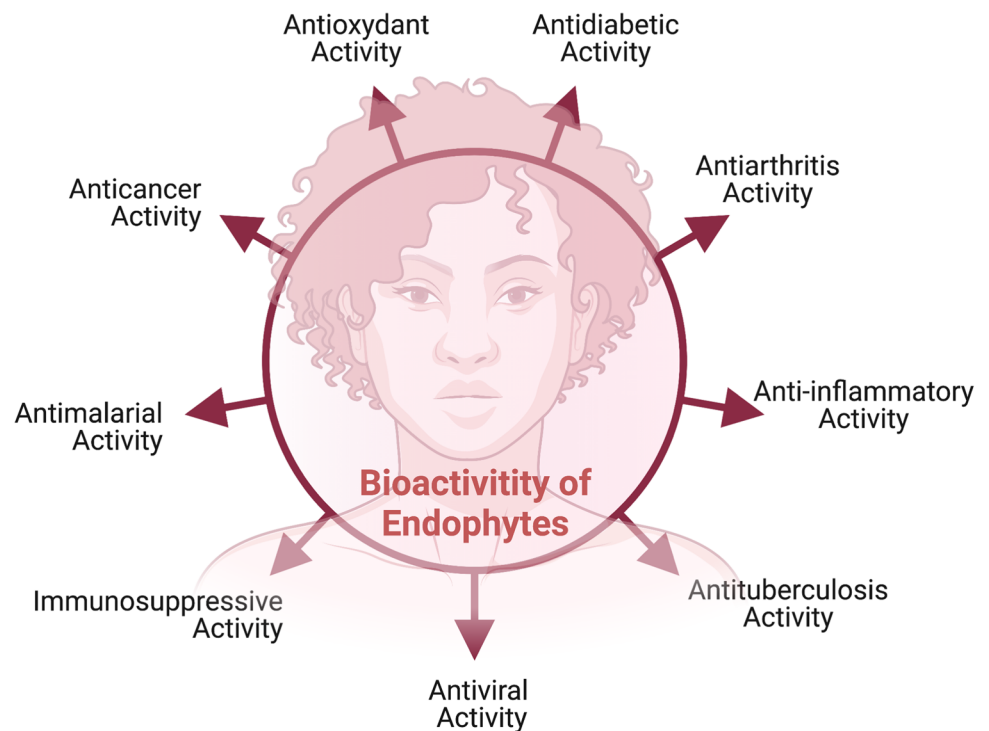 Antioxydant
Activity
Antidiabetic
Activity
Antiarthritis
Activity
Anticancer
Activity
Anti-inflammatory
Activity
Antimalarial
Activity
Bioactivitity of
Endophytes
Antituberculosis
Activity
Immunosuppressive
Activity
Antiviral
Activity